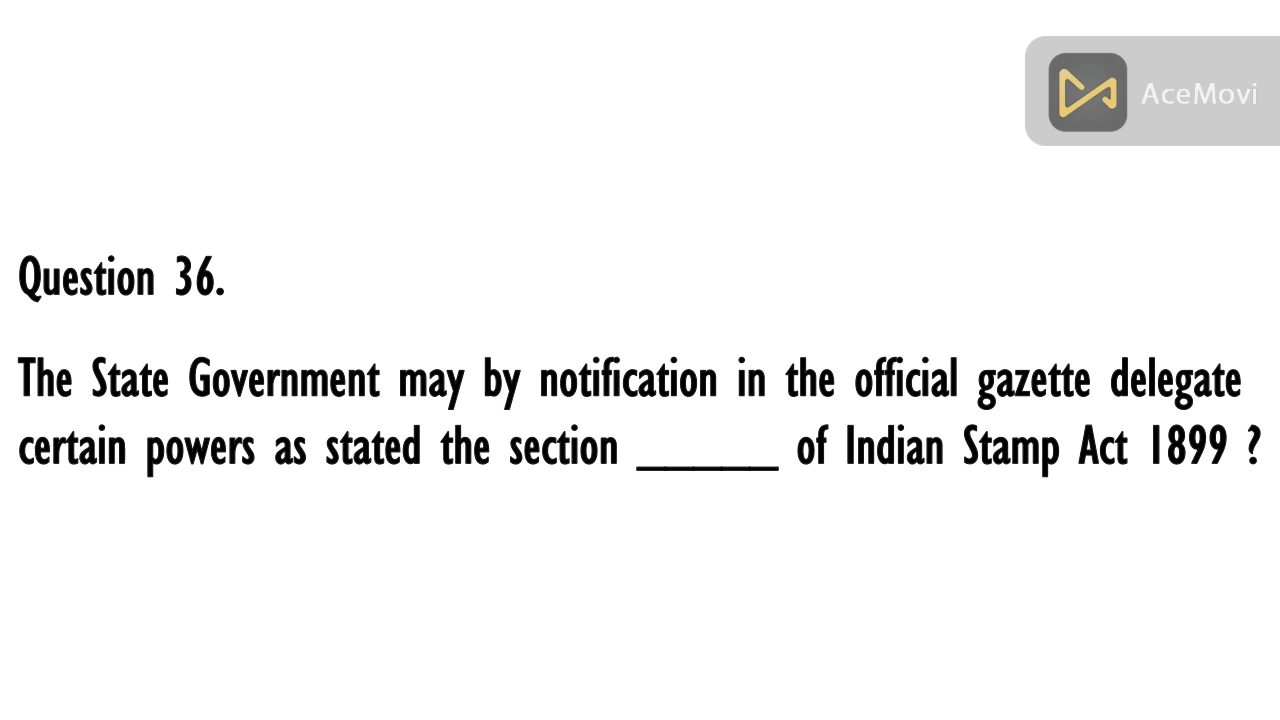 AceMovi
Question 36.
The State Government may by notification in the official gazette delegate
certain powers as stated the section _____ of Indian Stamp Act 1899 ?